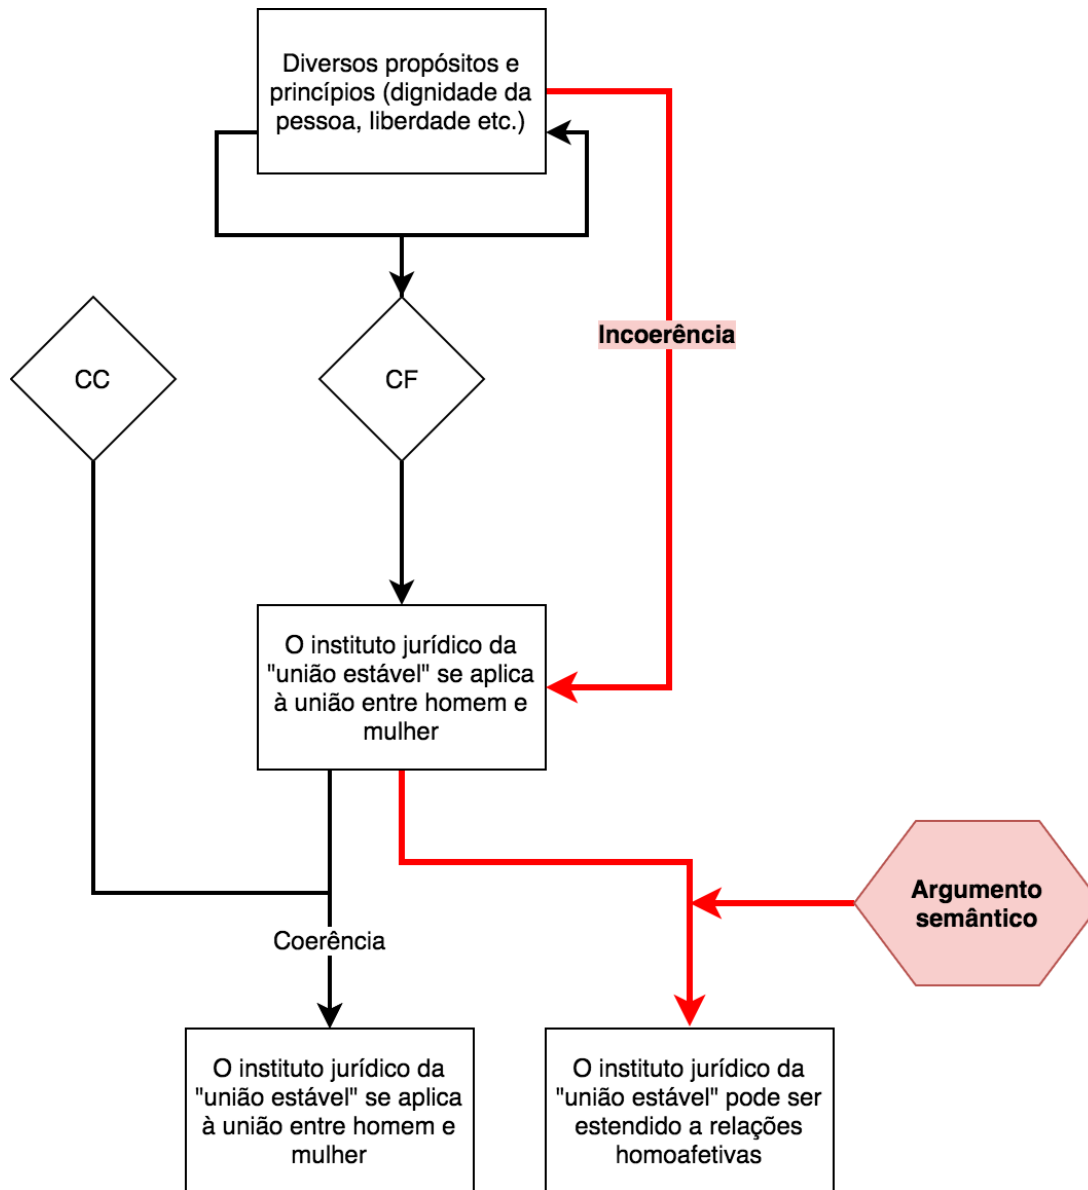 Diversos propósitos e
princípios (dignidade da
pessoa, liberdade etc.)
Incoerência
CC
CF
O instituto jurídico da
"união estável" se aplica
à união entre homem e
mulher
Argumento
semântico
Coerência
O instituto jurídico da
"união estável" se aplica
à união entre homem e
mulher
O instituto jurídico da
"união estável" pode ser
estendido a relações
homoafetivas